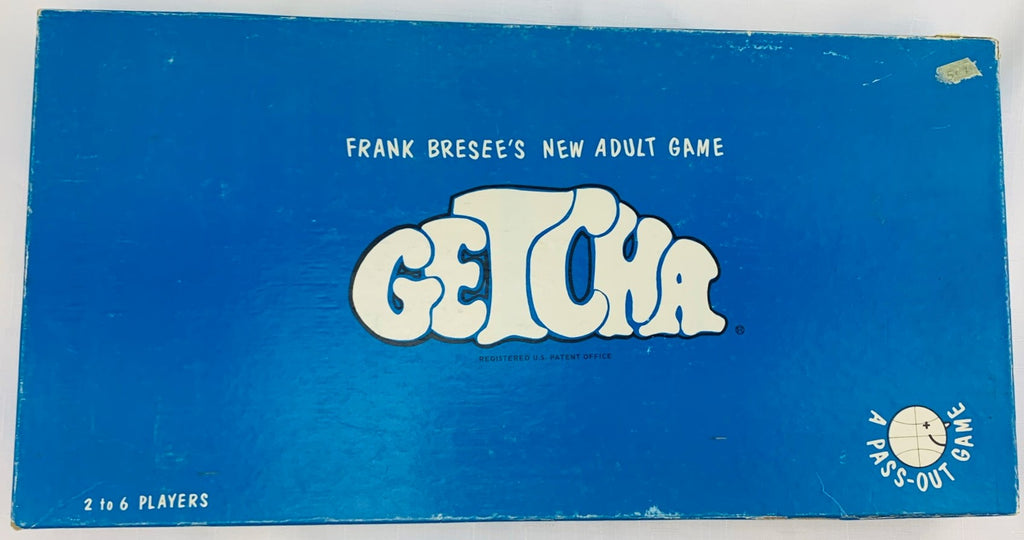 FRANK BRESEE'S NEW ADULT GAME
GETCHA ®
REGISTERED U.S. PATENT OFFICE
A PASS-OUT GAME
2 to 6 PLAYERS